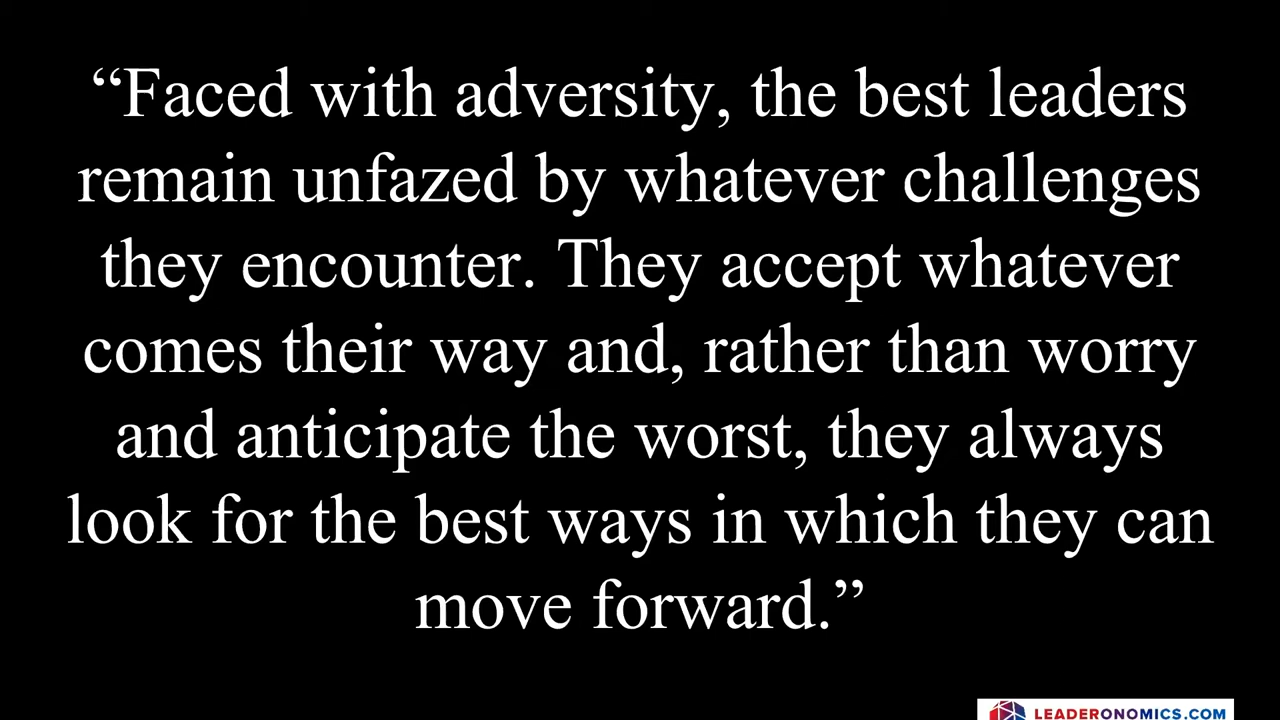 “Faced with adversity, the best leaders
remain unfazed by whatever challenges
they encounter. They accept whatever
comes their way and, rather than worry
and anticipate the worst, they always
look for the best ways in which they can
move forward.”
LEADERONOMICS.COM